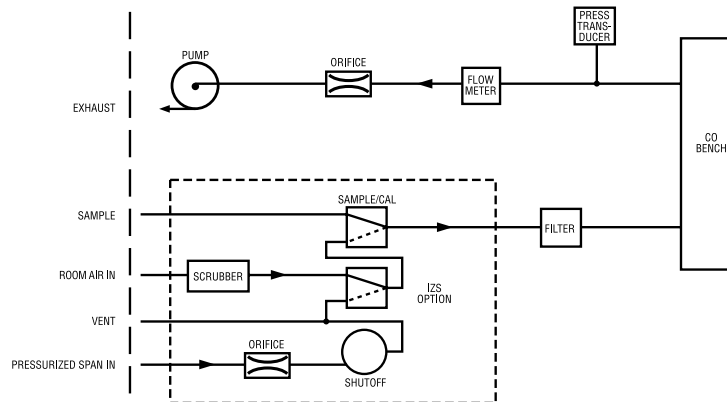 PRESS
TRANS-
DUCER
PUMP
ORIFICE
FLOW
METER
EXHAUST
CO
BENCH
SAMPLE/CAL
SAMPLE
FILTER
ROOM AIR IN
SCRUBBER
IZS
OPTION
VENT
ORIFICE
PRESSURIZED SPAN IN
SHUTOFF